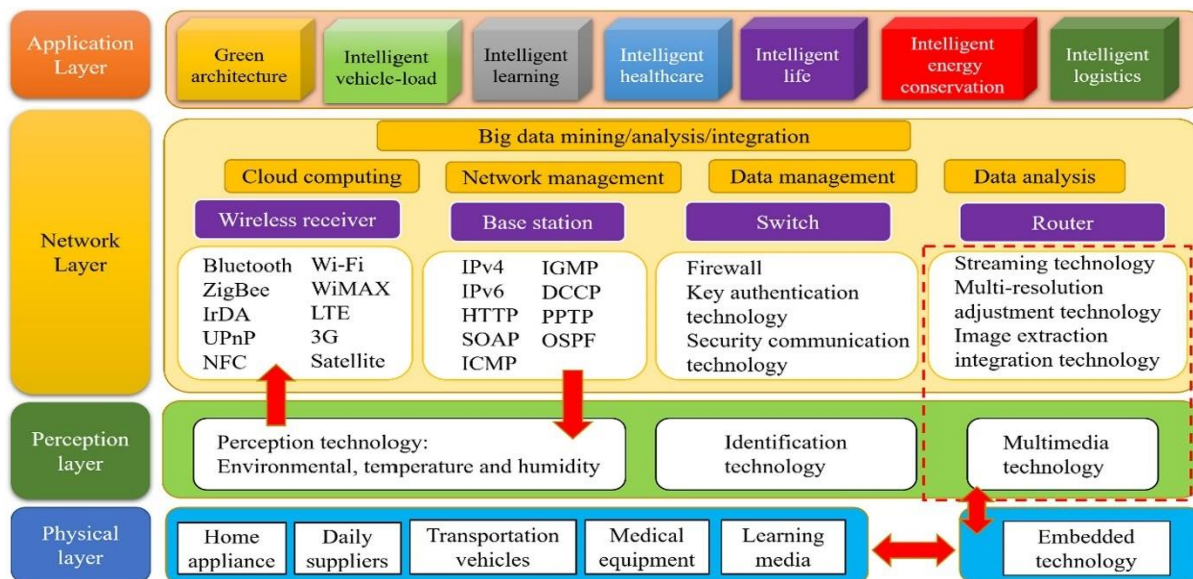 Application
Layer
Green
architecture
Intelligent
vehicle-load
Intelligent
learning
Intelligent
healthcare
Intelligent
life
Intelligent
energy
conservation
Intelligent
logistics
Network
Layer
Big data mining/analysis/integration
Cloud computing
Network management
Data management
Data analysis
Wireless receiver
Base station
Switch
Router
Bluetooth Wi-Fi
ZigBee WiMAX
IrDA LTE
UPnP 3G
NFC Satellite
IPv4 IGMP
IPv6 DCCP
HTTP PPTP
SOAP OSPF
ICMP
Firewall
Key authentication
technology
Security communication
technology
Streaming technology
Multi-resolution
adjustment technology
Image extraction
integration technology
Perception
layer
Perception technology:
Environmental, temperature and humidity
Identification
technology
Multimedia
technology
Physical
layer
Home
appliance
Daily
suppliers
Transportation
vehicles
Medical
equipment
Learning
media
Embedded
technology